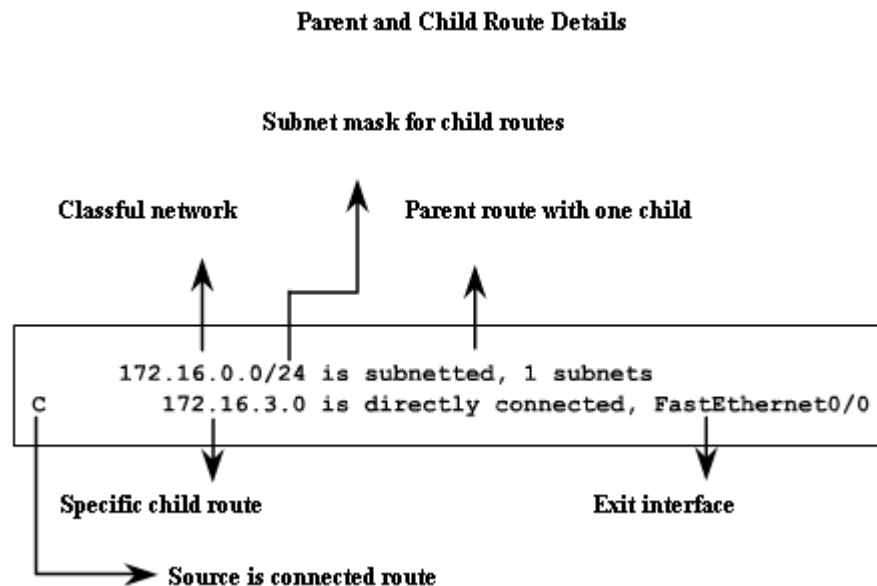 Parent and Child Route Details
Subnet mask for child routes
Classful network
Parent route with one child
172.16.0.0/24 is subnetted, 1 subnets
C 172.16.3.0 is directly connected, FastEthernet0/0
Specific child route
Exit interface
Source is connected route